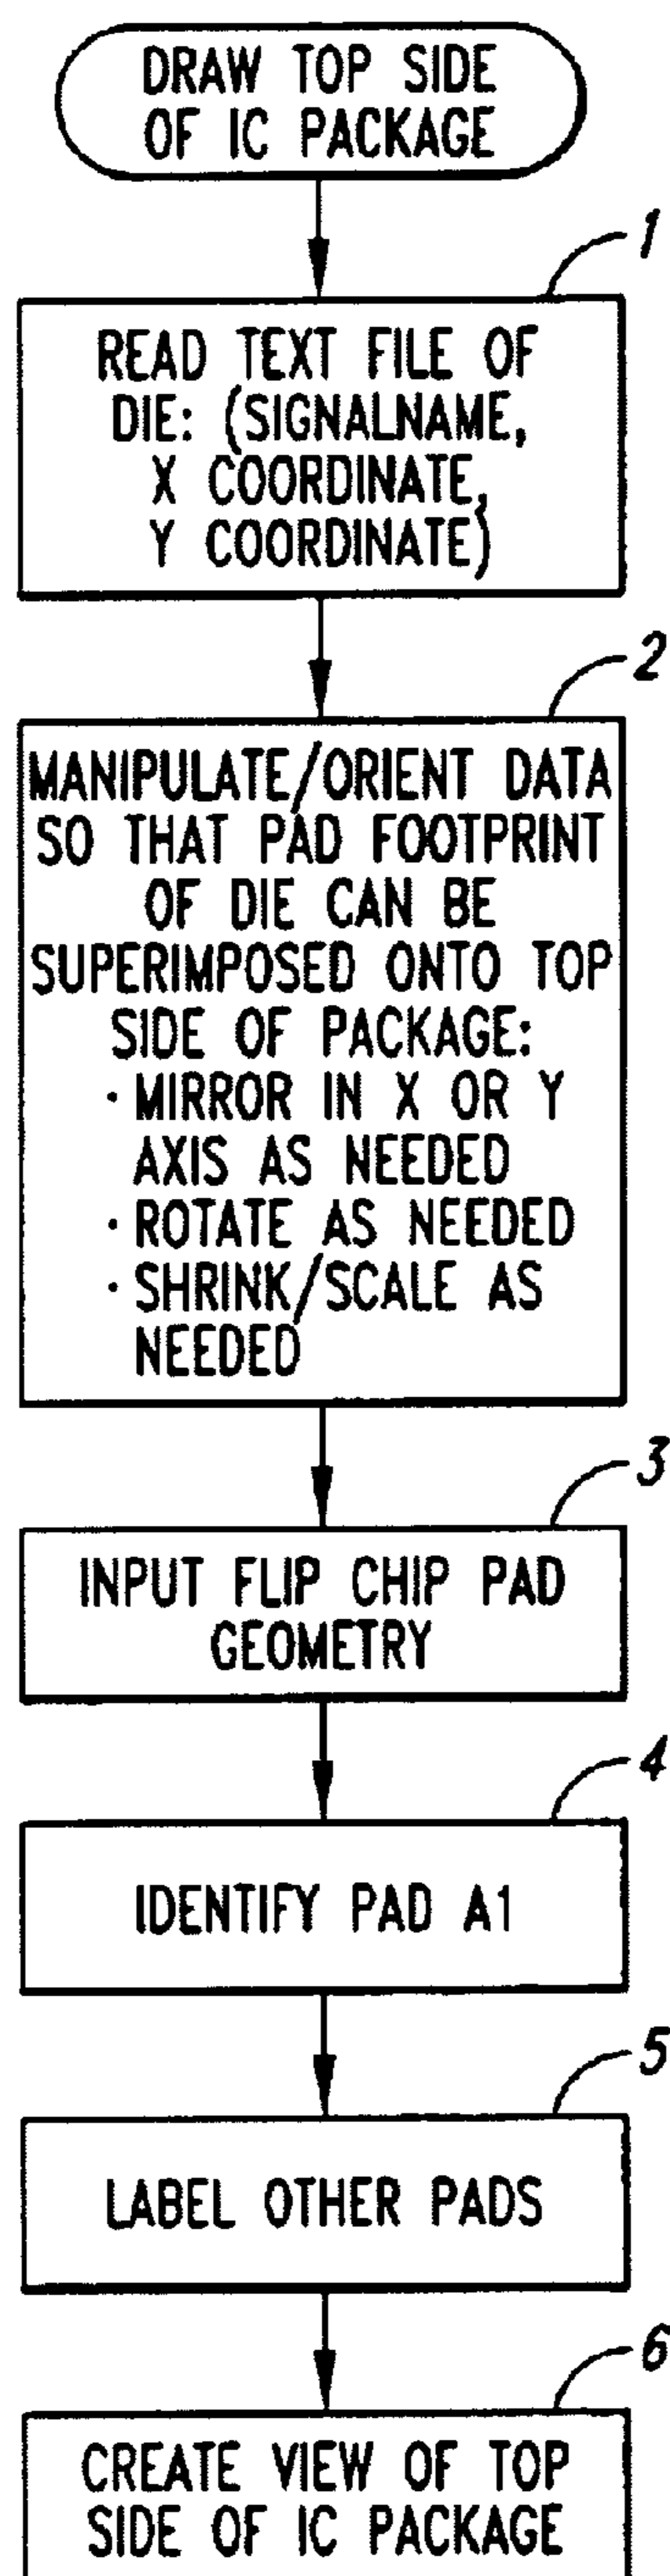 DRAW TOP SIDE
OF IC PACKAGE
1
READ TEXT FILE OF
DIE: (SIGNALNAME,
X COORDINATE,
Y COORDINATE)
2
MANIPULATE/ORIENT DATA
SO THAT PAD FOOTPRINT
OF DIE CAN BE
SUPERIMPOSED ONTO TOP
SIDE OF PACKAGE:
· MIRROR IN X OR Y
AXIS AS NEEDED
· ROTATE AS NEEDED
· SHRINK/SCALE AS
NEEDED
3
INPUT FLIP CHIP PAD
GEOMETRY
4
IDENTIFY PAD A1
5
LABEL OTHER PADS
6
CREATE VIEW OF TOP
SIDE OF IC PACKAGE